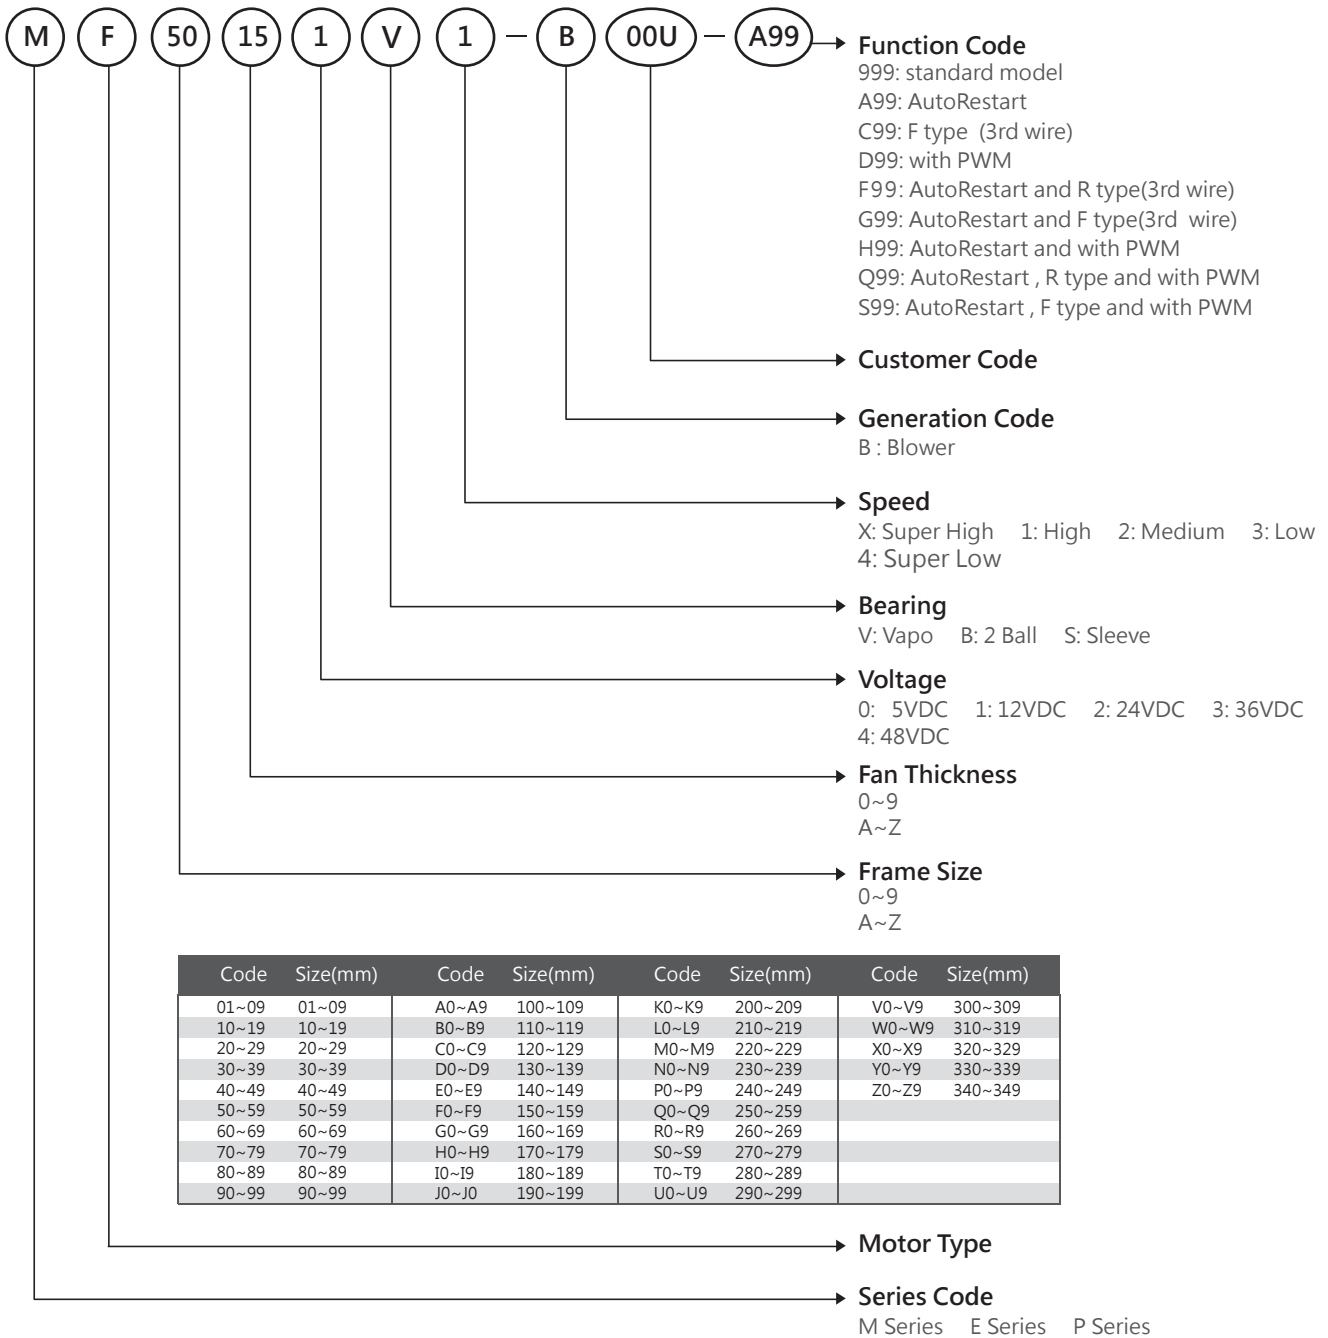 M F 50 15 1 V 1 – B 00U – A99
Function Code
999: standard model
A99: AutoRestart
C99: F type (3rd wire)
D99: with PWM
F99: AutoRestart and R type(3rd wire)
G99: AutoRestart and F type(3rd wire)
H99: AutoRestart and with PWM
Q99: AutoRestart , R type and with PWM
S99: AutoRestart , F type and with PWM
Customer Code
Generation Code
B : Blower
Speed
X: Super High 1: High 2: Medium 3: Low
4: Super Low
Bearing
V: Vapo B: 2 Ball S: Sleeve
Voltage
0: 5VDC 1: 12VDC 2: 24VDC 3: 36VDC
4: 48VDC
Fan Thickness
0~9
A~Z
Frame Size
0~9
A~Z
Code Size(mm) Code Size(mm) Code Size(mm) Code Size(mm)
01~09 01~09 A0~A9 100~109 K0~K9 200~209 V0~V9 300~309
10~19 10~19 B0~B9 110~119 L0~L9 210~219 W0~W9 310~319
20~29 20~29 C0~C9 120~129 M0~M9 220~229 X0~X9 320~329
30~39 30~39 D0~D9 130~139 N0~N9 230~239 Y0~Y9 330~339
40~49 40~49 E0~E9 140~149 P0~P9 240~249 Z0~Z9 340~349
50~59 50~59 F0~F9 150~159 Q0~Q9 250~259
60~69 60~69 G0~G9 160~169 R0~R9 260~269
70~79 70~79 H0~H9 170~179 S0~S9 270~279
80~89 80~89 I0~I9 180~189 T0~T9 280~289
90~99 90~99 J0~J0 190~199 U0~U9 290~299
Motor Type
Series Code
M Series E Series P Series